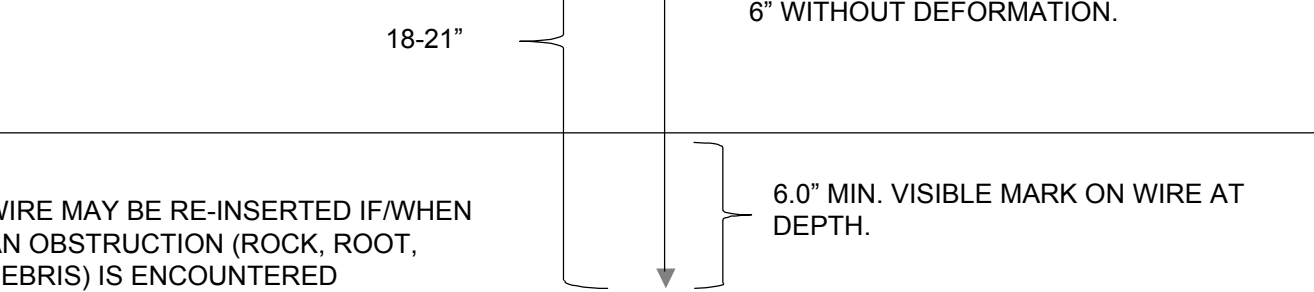 6” WITHOUT DEFORMATION.
18-21”
6.0” MIN. VISIBLE MARK ON WIRE AT
DEPTH.
WIRE MAY BE RE-INSERTED IF/WHEN
AN OBSTRUCTION (ROCK, ROOT,
DEBRIS) IS ENCOUNTERED